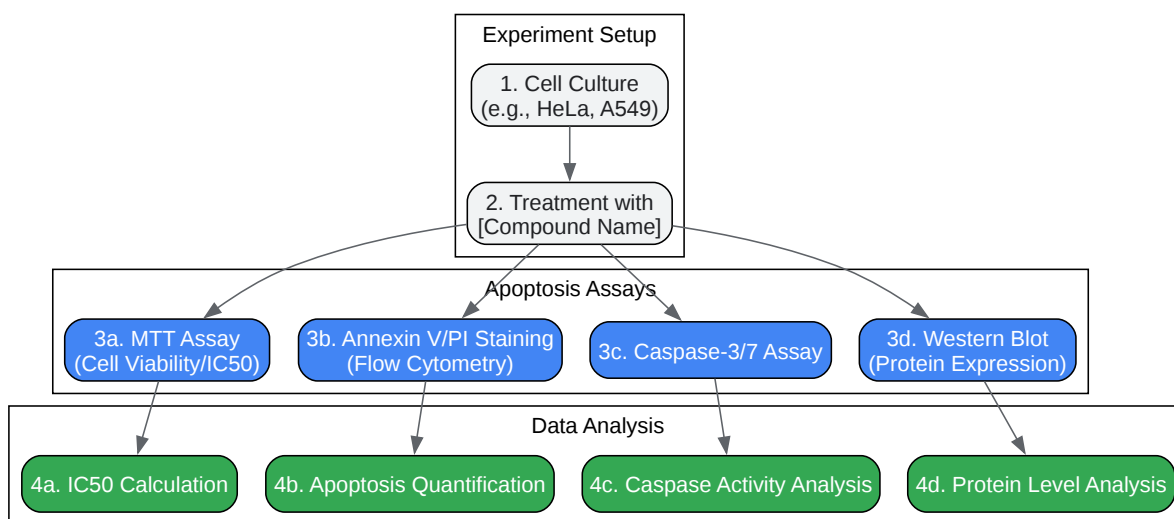 Experiment Setup
1. Cell Culture
(e.g., HeLa, A549)
2. Treatment with
[Compound Name]
Apoptosis Assays
3a. MTT Assay
(Cell Viability/IC50)
3b. Annexin V/PI Staining
(Flow Cytometry)
3c. Caspase-3/7 Assay
3d. Western Blot
(Protein Expression)
Data Analysis
4a. IC50 Calculation
4b. Apoptosis Quantification
4c. Caspase Activity Analysis
4d. Protein Level Analysis